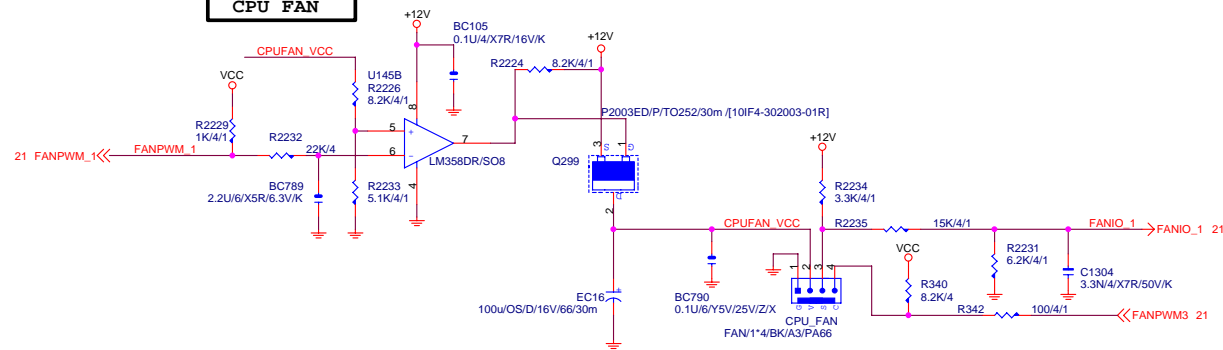 CPU FAN
+12V
BC105
0.1U/4/X7R/16V/K
+12V
CPUFAN_VCC
R2224
8.2K/4/1
VCC
U145B
R2226
8.2K/4/1
8
P2003ED/P/TO252/30m /[10IF4-302003-01R]
R2229
1K/4/1
5
+
7
3
S
1
G
+12V
21 FANPWM_1
FANPWM_1
R2232
22K/4
6
-
LM358DR/SO8
Q299
4
D
2
BC789
2.2U/6/X5R/6.3V/K
R2233
5.1K/4/1
R2234
3.3K/4/1
CPUFAN_VCC
R2235
15K/4/1
FANIO_1
FANIO_1 21
VCC
R2231
6.2K/4/1
1
2
3
4
R340
8.2K/4
C1304
3.3N/4/X7R/50V/K
EC16
100u/OS/D/16V/66/30m
+
BC790
0.1U/6/Y5V/25V/Z/X
G
V
S
C
CPU_FAN
FAN/1*4/BK/A3/PA66
R342
100/4/1
FANPWM3 21